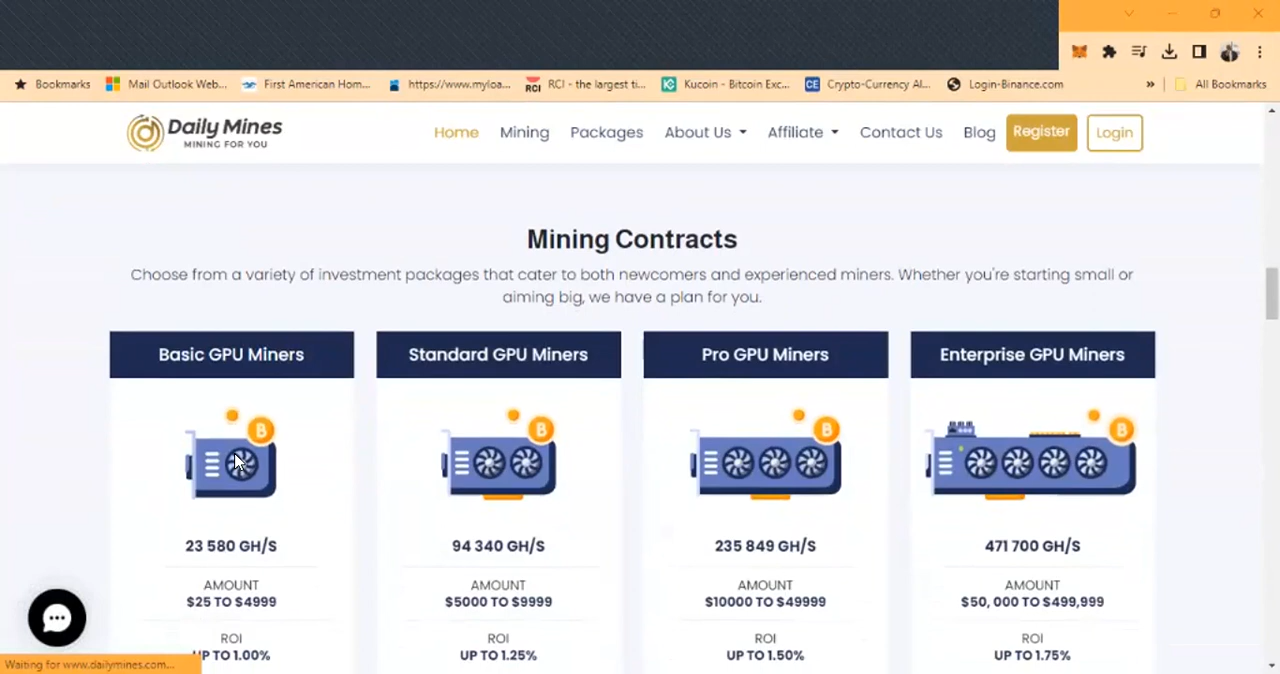 Bookmarks Mail Outlook Web... First American Hom... https://www.myloa... RCI - the largest ti... Kucoin - Bitcoin Exc... Crypto-Currency Al... Login-Binance.com » All Bookmarks
Daily Mines
MINING FOR YOU
Home Mining Packages About Us Affiliate Contact Us Blog Register Login
Mining Contracts
Choose from a variety of investment packages that cater to both newcomers and experienced miners. Whether you're starting small or
aiming big, we have a plan for you.
Basic GPU Miners Standard GPU Miners Pro GPU Miners Enterprise GPU Miners
23 580 GH/S 94 340 GH/S 235 849 GH/S 471 700 GH/S
AMOUNT AMOUNT AMOUNT AMOUNT
$25 TO $4999 $5000 TO $9999 $10000 TO $49999 $50, 000 TO $499,999
ROI ROI ROI ROI
UP TO 1.00% UP TO 1.25% UP TO 1.50% UP TO 1.75%
Waiting for www.dailymines.com...